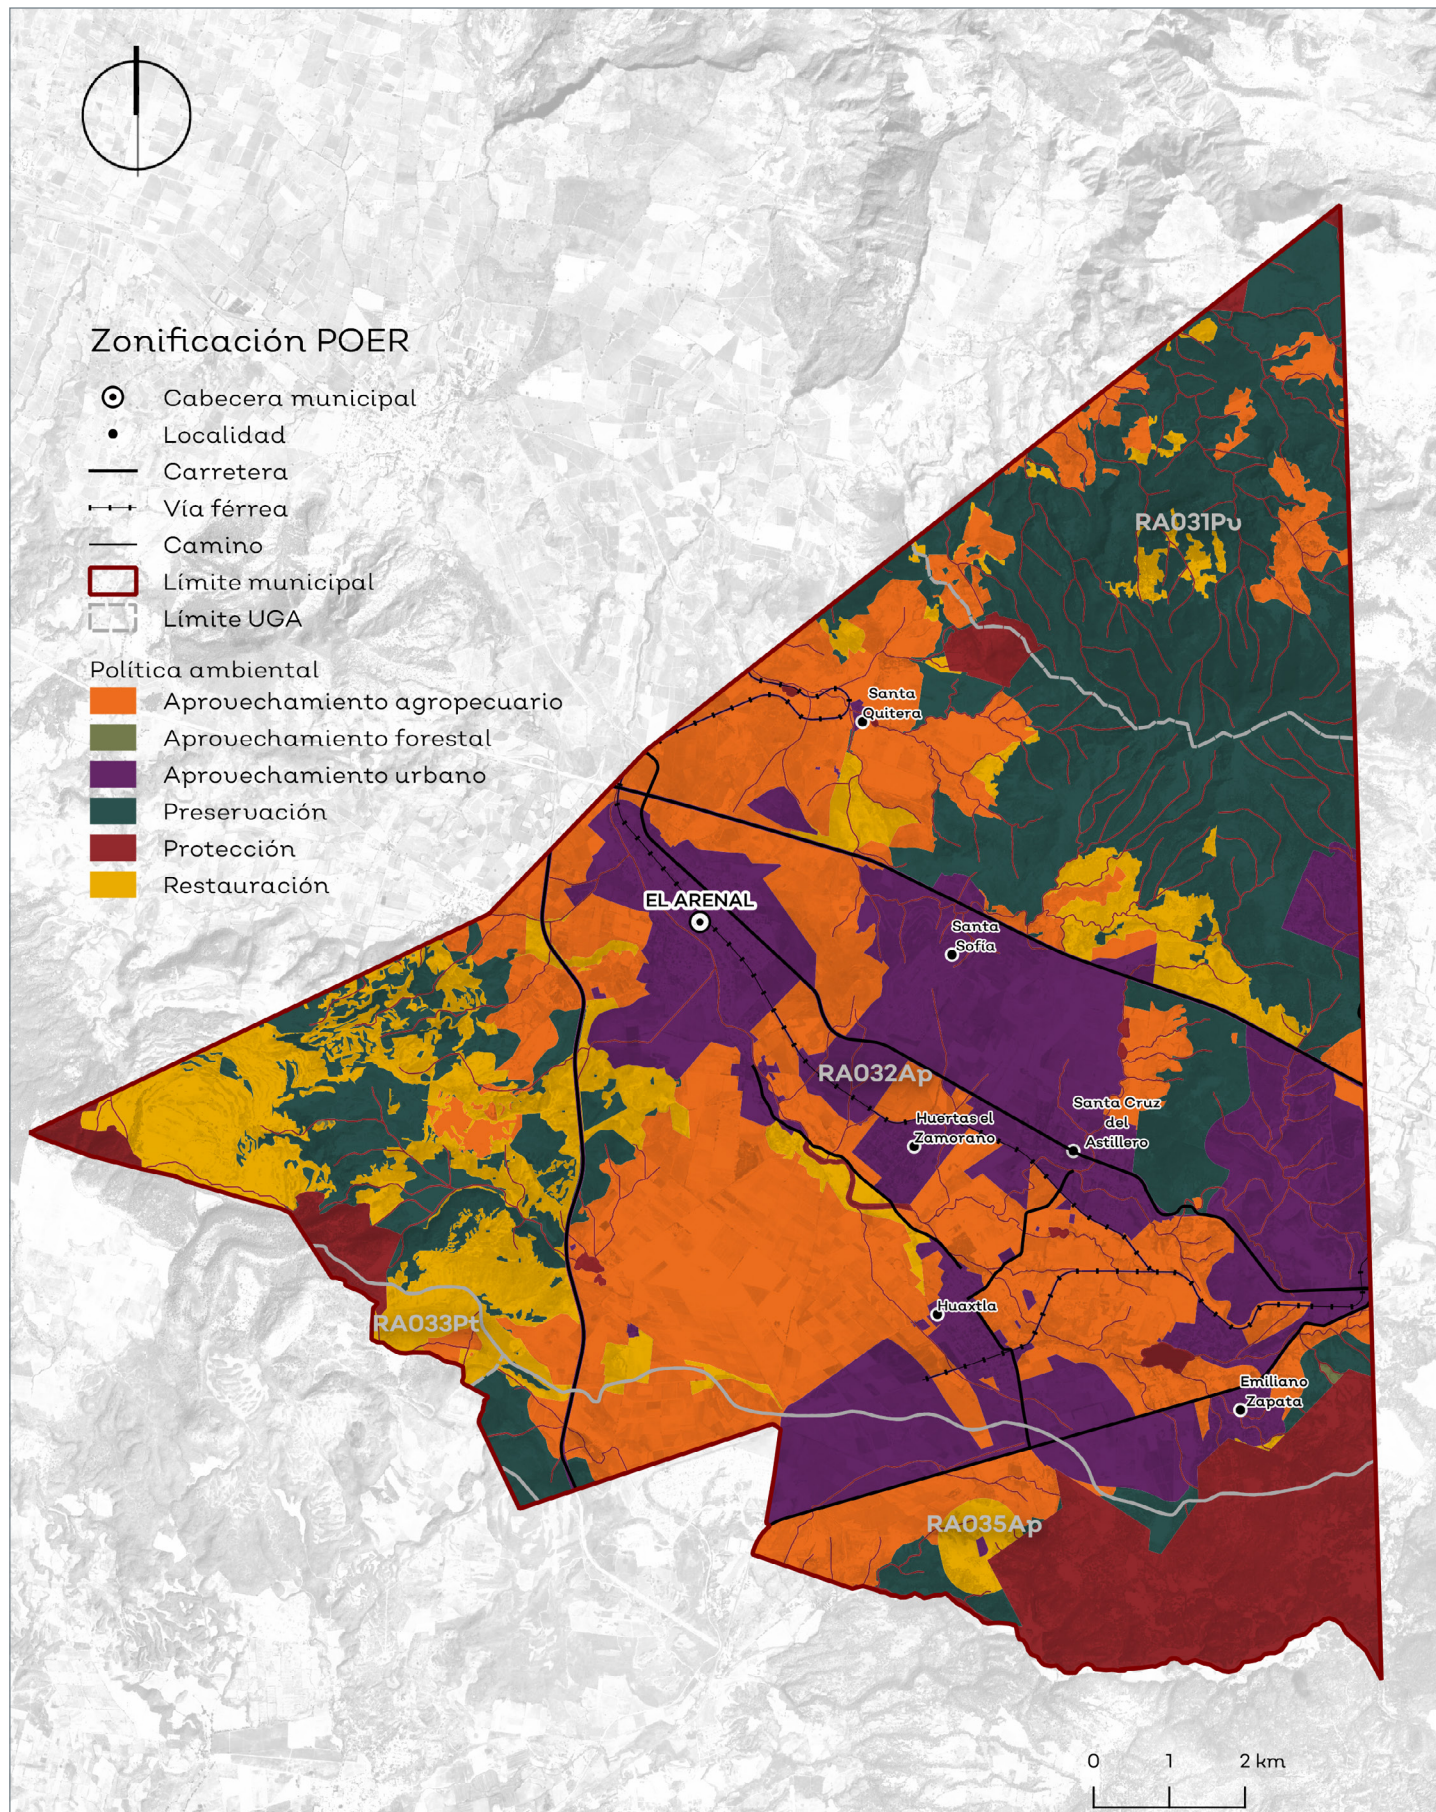 Zonificación POER
Cabecera municipal
Localidad
Carretera
Vía férrea
Camino
Límite municipal
Límite UGA
Política ambiental
Aprovechamiento agropecuario
Aprovechamiento forestal
Aprovechamiento urbano
Preservación
Protección
Restauración
RA031Pv
Santa
Quitera
EL ARENAL
Santa
Sofía
RA032Ap
Huertas el
Zamorano
Santa Cruz
del
Astillero
Huaxtla
RA033Pt
Emiliano
Zapata
RA035Ap
0 1 2 km